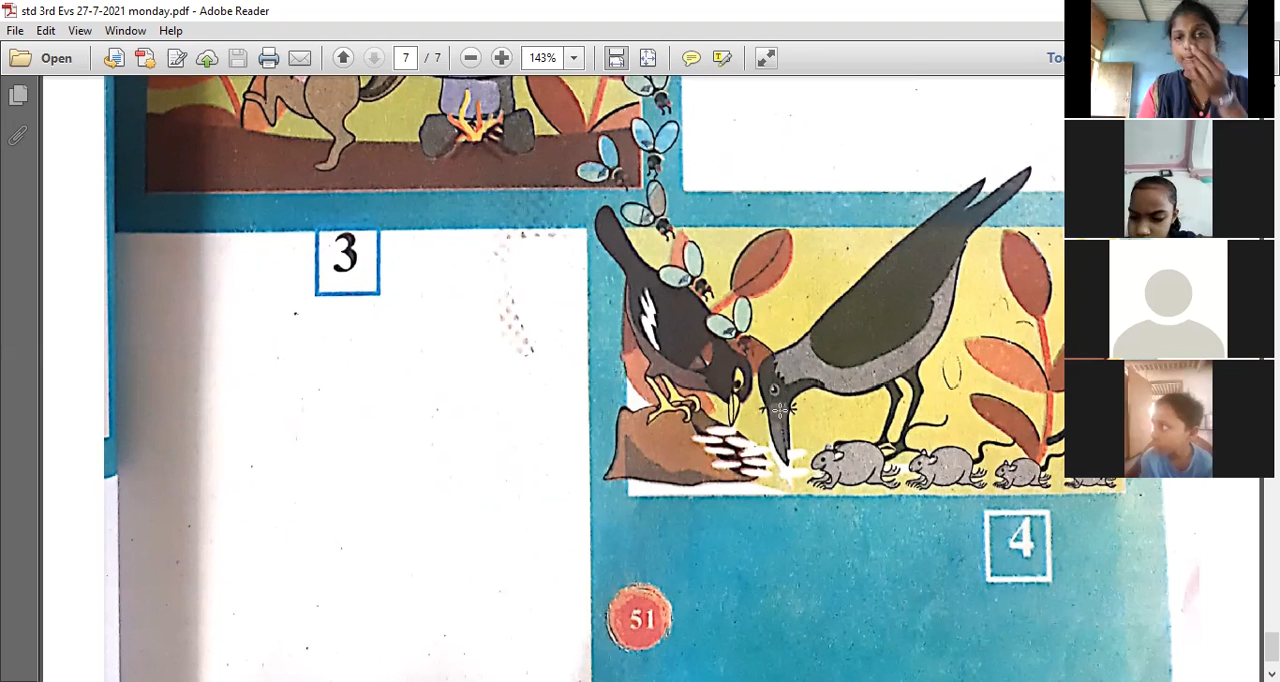 std 3rd Evs 27-7-2021 monday.pdf - Adobe Reader
File Edit View Window Help
Open 7 / 7 143%
3
4
51